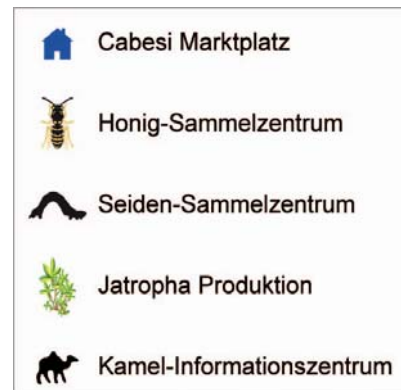 Cabesi Marktplatz
Honig-Sammelzentrum
Seiden-Sammelzentrum
Jatropha Produktion
Kamel-Informationszentrum